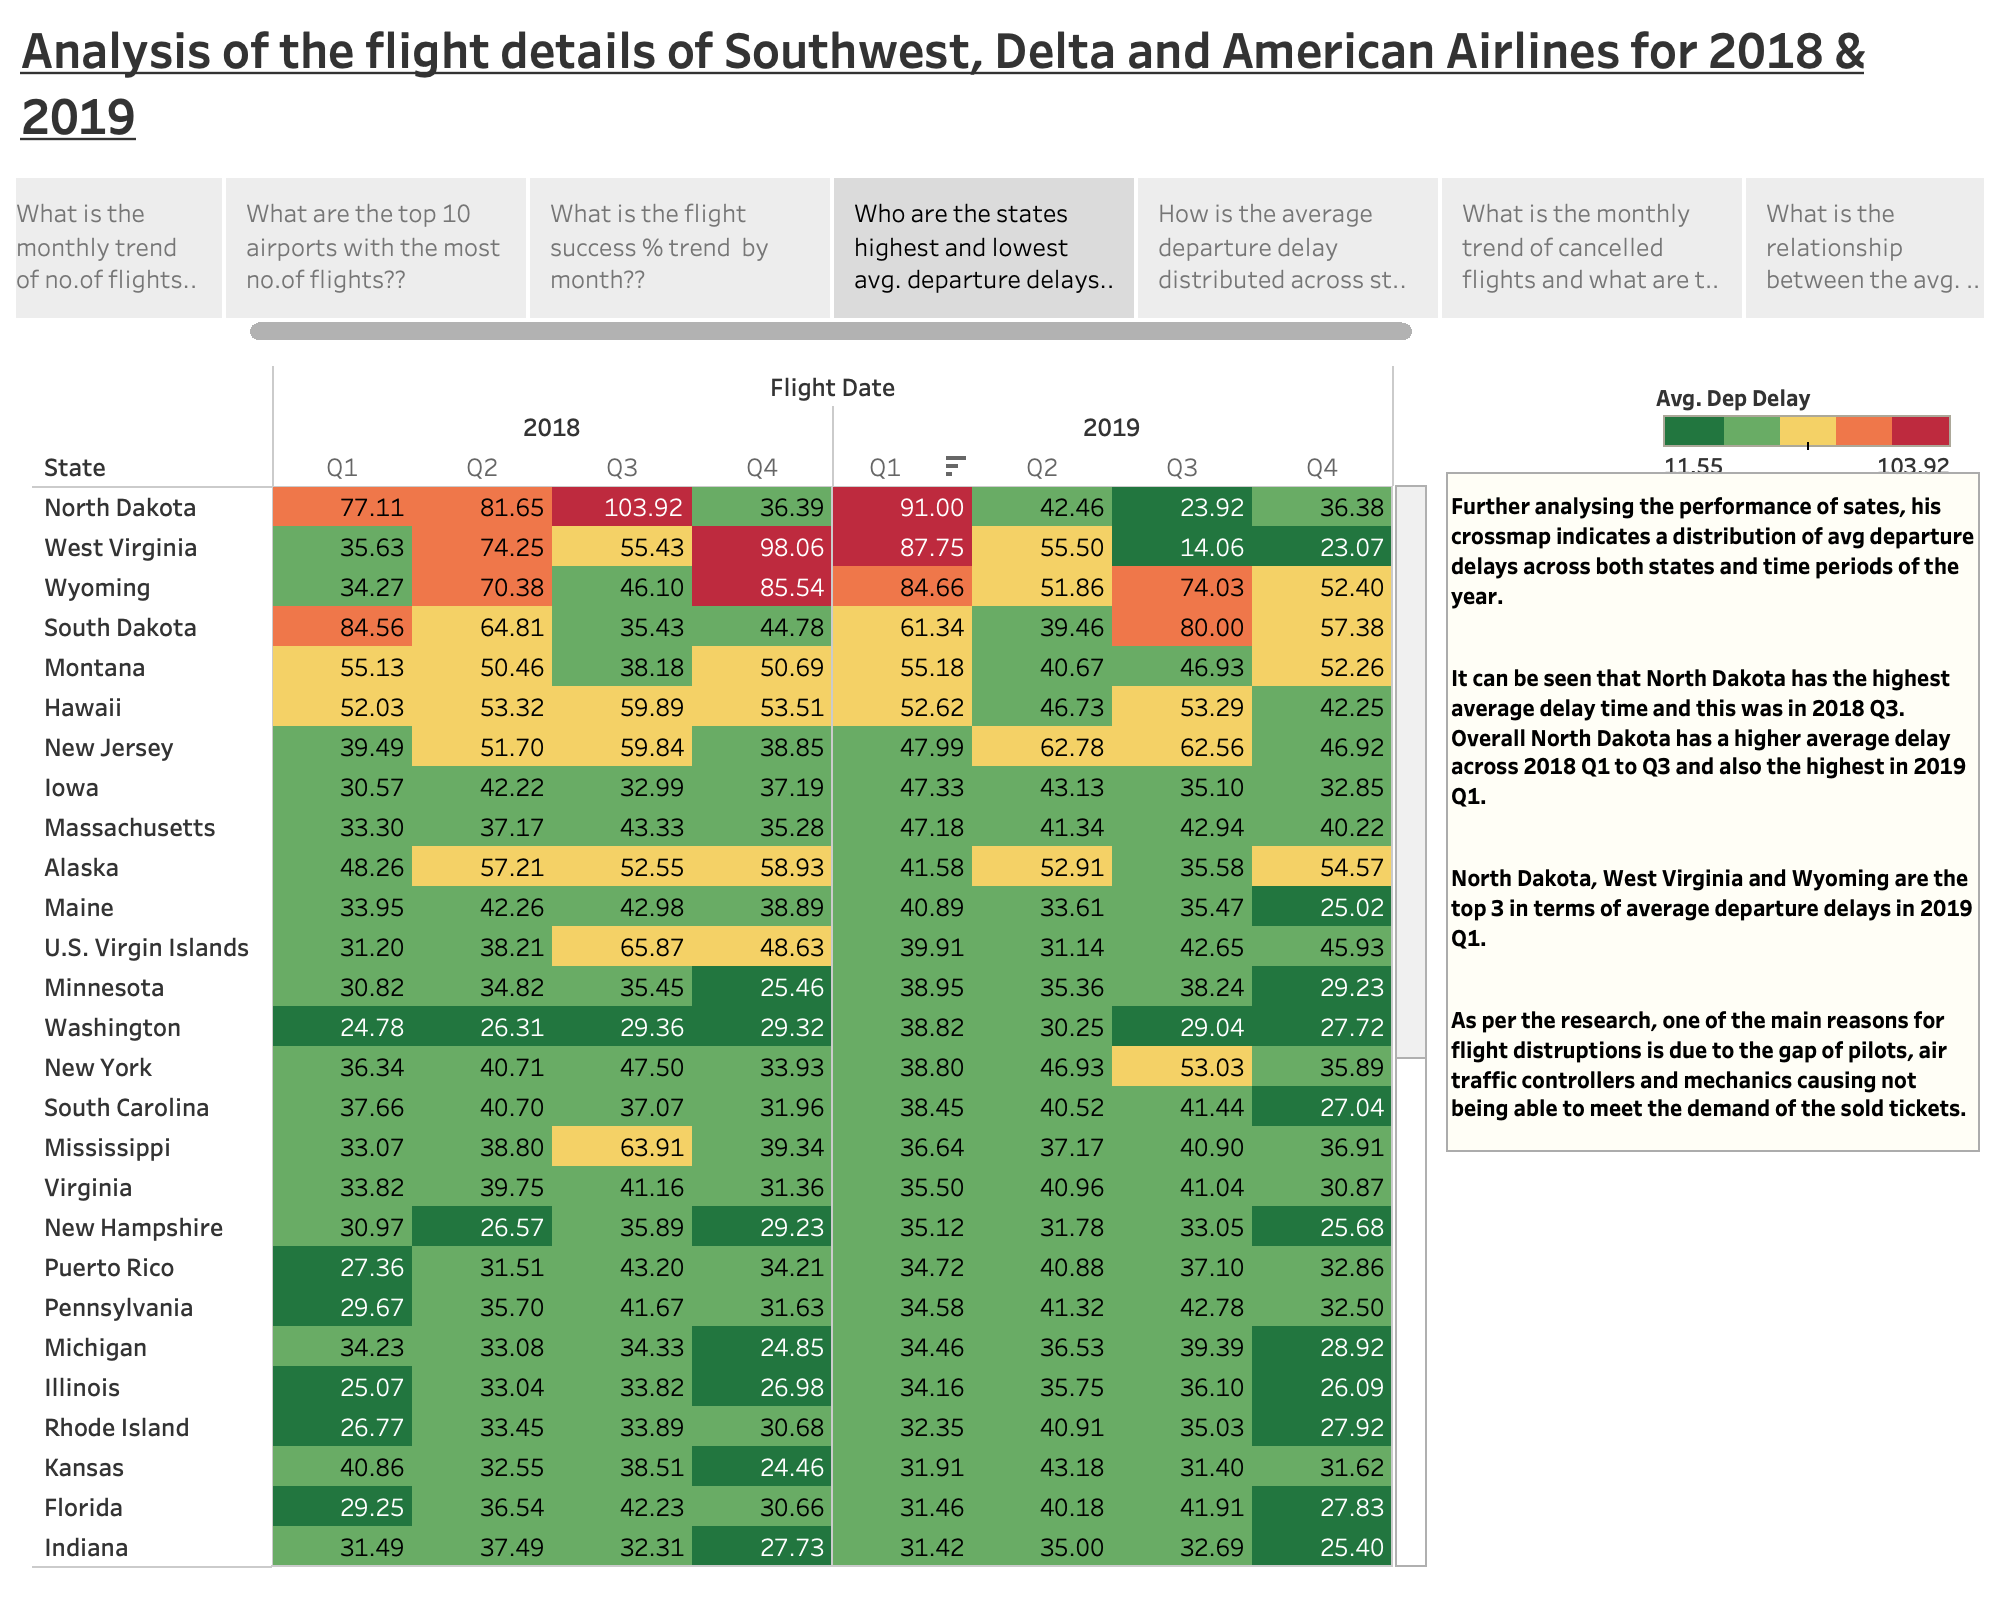 Analysis of the flight details of Southwest, Delta and American Airlines for 2018 &
2019
What is the
monthly trend
of no.of flights..
What are the top 10
airports with the most
no.of flights??
What is the flight
success % trend by
month??
Who are the states
highest and lowest
avg. departure delays..
How is the average
departure delay
distributed across st..
What is the monthly
trend of cancelled
flights and what are t..
What is the
relationship
between the avg. ..
Flight Date
2018 2019
State Q1 Q2 Q3 Q4 Q1 Q2 Q3 Q4
North Dakota 77.11 81.65 103.92 36.39 91.00 42.46 23.92 36.38
West Virginia 35.63 74.25 55.43 98.06 87.75 55.50 14.06 23.07
Wyoming 34.27 70.38 46.10 85.54 84.66 51.86 74.03 52.40
South Dakota 84.56 64.81 35.43 44.78 61.34 39.46 80.00 57.38
Montana 55.13 50.46 38.18 50.69 55.18 40.67 46.93 52.26
Hawaii 52.03 53.32 59.89 53.51 52.62 46.73 53.29 42.25
New Jersey 39.49 51.70 59.84 38.85 47.99 62.78 62.56 46.92
Iowa 30.57 42.22 32.99 37.19 47.33 43.13 35.10 32.85
Massachusetts 33.30 37.17 43.33 35.28 47.18 41.34 42.94 40.22
Alaska 48.26 57.21 52.55 58.93 41.58 52.91 35.58 54.57
Maine 33.95 42.26 42.98 38.89 40.89 33.61 35.47 25.02
U.S. Virgin Islands 31.20 38.21 65.87 48.63 39.91 31.14 42.65 45.93
Minnesota 30.82 34.82 35.45 25.46 38.95 35.36 38.24 29.23
Washington 24.78 26.31 29.36 29.32 38.82 30.25 29.04 27.72
New York 36.34 40.71 47.50 33.93 38.80 46.93 53.03 35.89
South Carolina 37.66 40.70 37.07 31.96 38.45 40.52 41.44 27.04
Mississippi 33.07 38.80 63.91 39.34 36.64 37.17 40.90 36.91
Virginia 33.82 39.75 41.16 31.36 35.50 40.96 41.04 30.87
New Hampshire 30.97 26.57 35.89 29.23 35.12 31.78 33.05 25.68
Puerto Rico 27.36 31.51 43.20 34.21 34.72 40.88 37.10 32.86
Pennsylvania 29.67 35.70 41.67 31.63 34.58 41.32 42.78 32.50
Michigan 34.23 33.08 34.33 24.85 34.46 36.53 39.39 28.92
Illinois 25.07 33.04 33.82 26.98 34.16 35.75 36.10 26.09
Rhode Island 26.77 33.45 33.89 30.68 32.35 40.91 35.03 27.92
Kansas 40.86 32.55 38.51 24.46 31.91 43.18 31.40 31.62
Florida 29.25 36.54 42.23 30.66 31.46 40.18 41.91 27.83
Indiana 31.49 37.49 32.31 27.73 31.42 35.00 32.69 25.40
Avg. Dep Delay
11.55 103.92
Further analysing the performance of sates, his
crossmap indicates a distribution of avg departure
delays across both states and time periods of the
year.
It can be seen that North Dakota has the highest
average delay time and this was in 2018 Q3.
Overall North Dakota has a higher average delay
across 2018 Q1 to Q3 and also the highest in 2019
Q1.
North Dakota, West Virginia and Wyoming are the
top 3 in terms of average departure delays in 2019
Q1.
As per the research, one of the main reasons for
flight distruptions is due to the gap of pilots, air
traffic controllers and mechanics causing not
being able to meet the demand of the sold tickets.